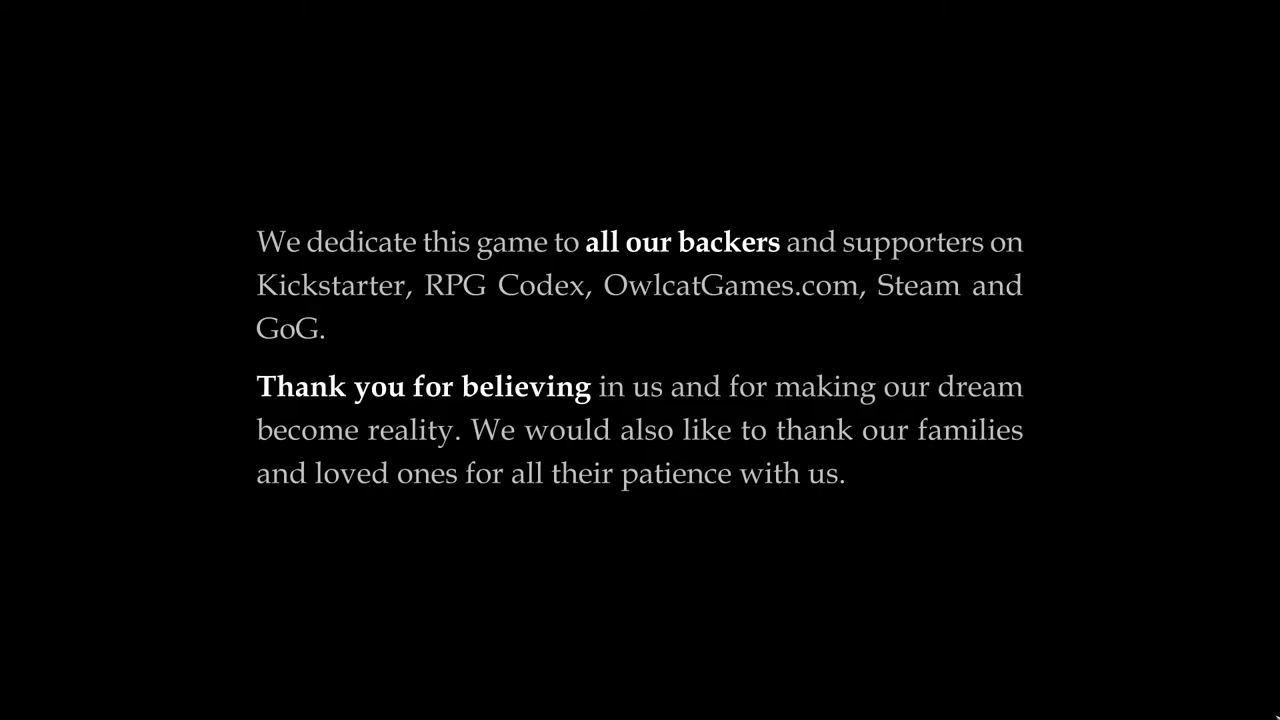 We dedicate this game to all our backers and supporters on
Kickstarter, RPG Codex, OwlcatGames.com, Steam and
GoG.
Thank you for believing in us and for making our dream
become reality. We would also like to thank our families
and loved ones for all their patience with us.